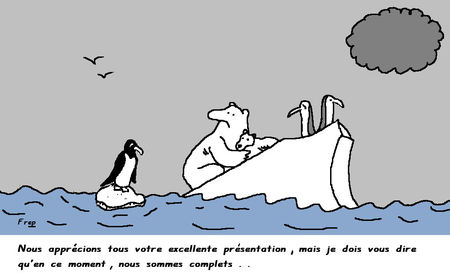 Frep
Nous apprécions tous votre excellente présentation , mais je dois vous dire
qu'en ce moment , nous sommes complets . .